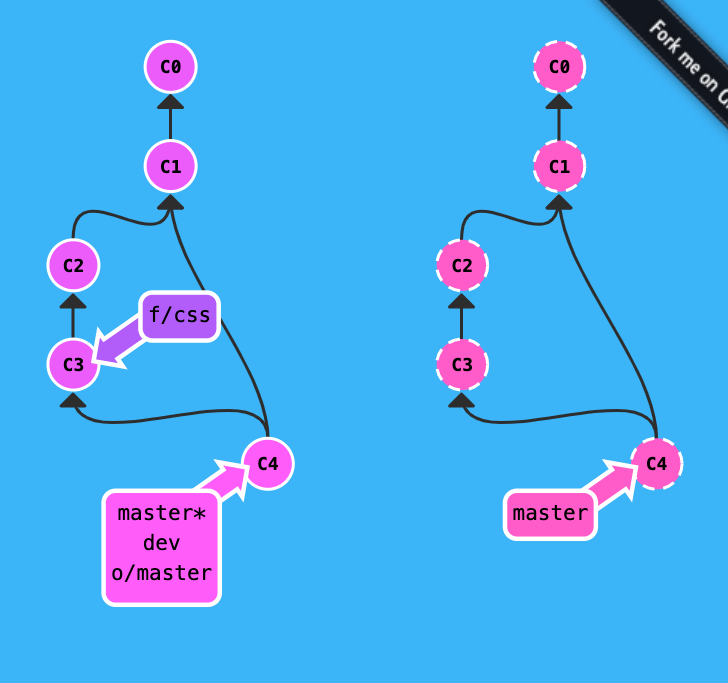 C0
C1
C2
f/css
C3
C4
master*
dev
o/master
C0
C1
C2
C3
C4
master
Fork me on